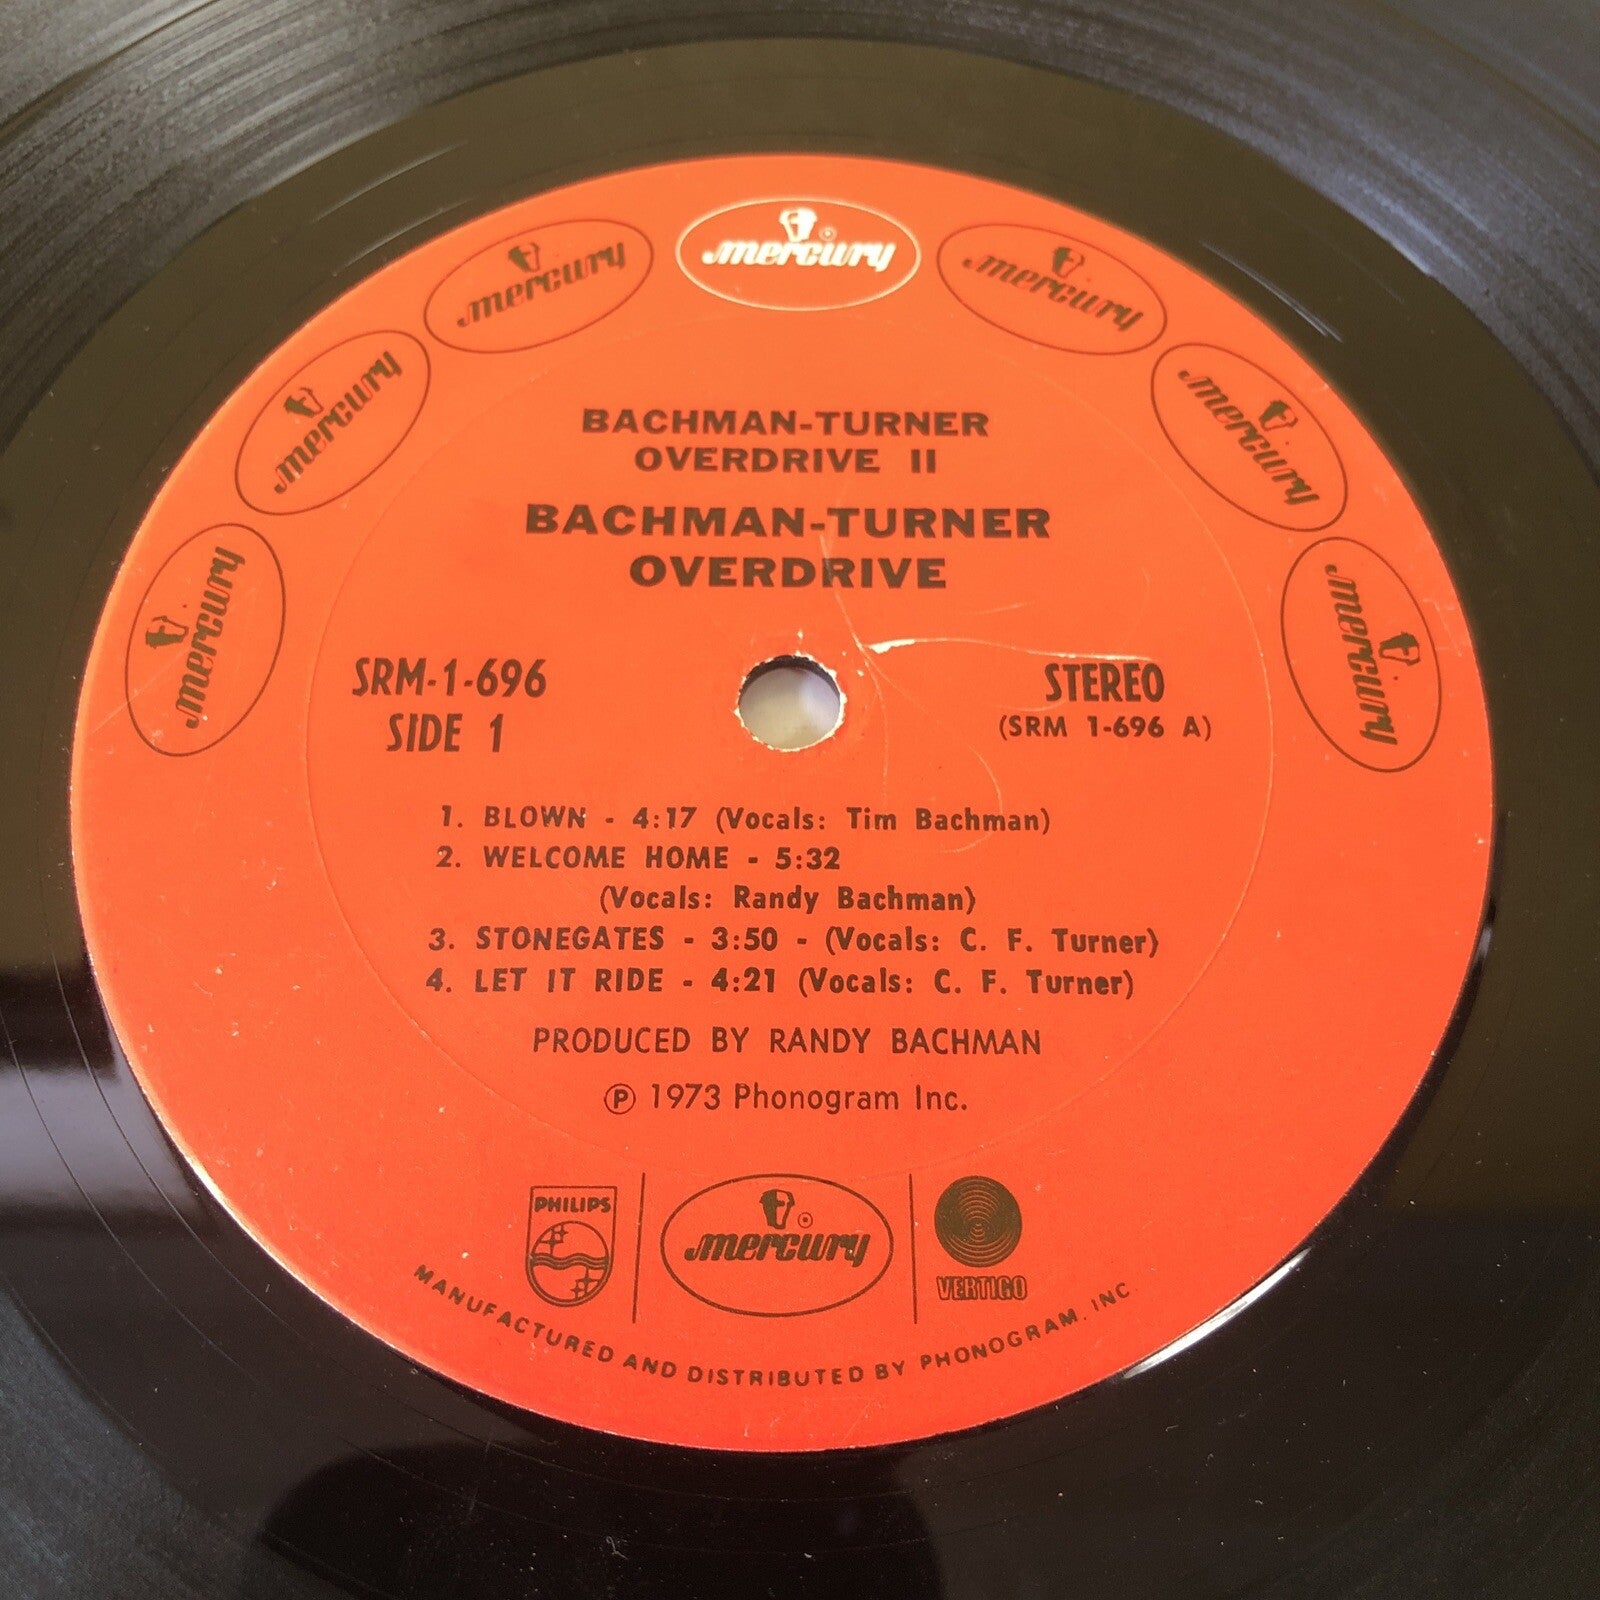 mercury
mercury
mercury
mercury ®
mercury
mercury
mercury
BACHMAN-TURNER
OVERDRIVE II
BACHMAN-TURNER
OVERDRIVE
SRM-1-696
SIDE 1
STEREO
(SRM 1-696 A)
1. BLOWN - 4:17 (Vocals: Tim Bachman)
2. WELCOME HOME - 5:32
(Vocals: Randy Bachman)
3. STONEGATES - 3:50 - (Vocals: C. F. Turner)
4. LET IT RIDE - 4:21 (Vocals: C. F. Turner)
PRODUCED BY RANDY BACHMAN
℗ 1973 Phonogram Inc.
PHILIPS
mercury ®
VERTIGO
MANUFACTURED AND DISTRIBUTED BY PHONOGRAM, INC.